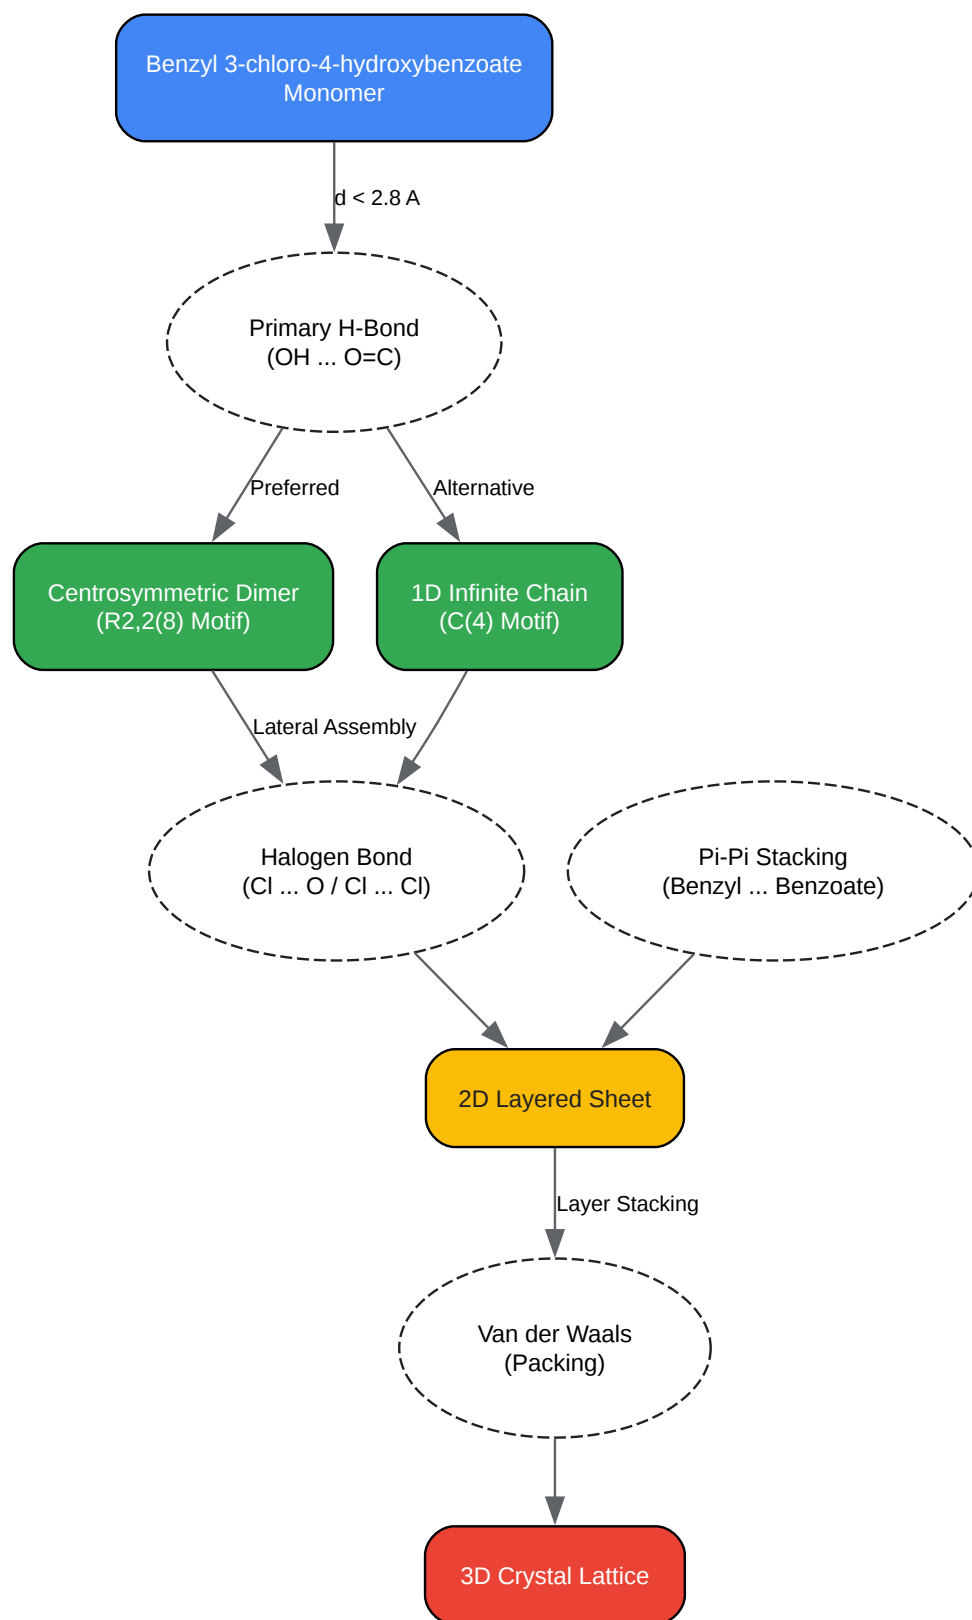 Benzyl 3-chloro-4-hydroxybenzoate
Monomer
d < 2.8 A
Primary H-Bond
(OH ... O=C)
Preferred
Alternative
Centrosymmetric Dimer
(R2,2(8) Motif)
1D Infinite Chain
(C(4) Motif)
Lateral Assembly
Halogen Bond
(Cl ... O / Cl ... Cl)
Pi-Pi Stacking
(Benzyl ... Benzoate)
2D Layered Sheet
Layer Stacking
Van der Waals
(Packing)
3D Crystal Lattice